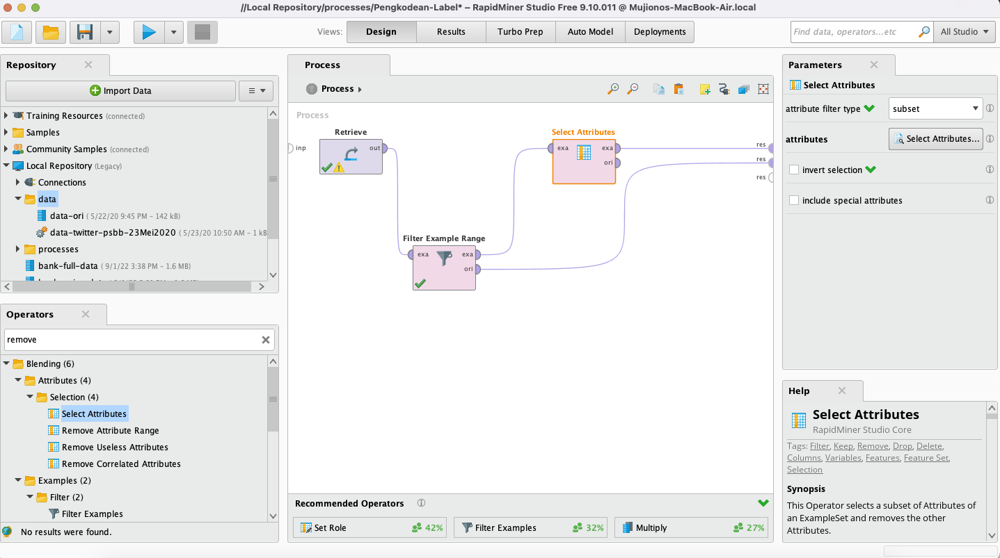 //Local Repository/processes/Pengkodean-Label* – RapidMiner Studio Free 9.10.011 @ Mujionos-MacBook-Air.local
Views: Design Results Turbo Prep Auto Model Deployments
Find data, operators...etc All Studio
Repository
Import Data
Training Resources (connected)
Samples
Community Samples (connected)
Local Repository (Legacy)
Connections
data
data-ori ( 5/22/20 9:45 PM – 142 kB)
data-twitter-psbb-23Mei2020 ( 5/23/20 10:50 AM – 1 kB
processes
bank-full-data ( 9/1/22 3:38 PM – 1.6 MB)
Operators
remove
Blending (6)
Attributes (4)
Selection (4)
Select Attributes
Remove Attribute Range
Remove Useless Attributes
Remove Correlated Attributes
Examples (2)
Filter (2)
Filter Examples
No results were found.
Process
Process
Process
inp
Retrieve
out
Filter Example Range
exa exa
ori
Select Attributes
exa exa
ori
res
res
res
Recommended Operators
Set Role 42%
Filter Examples 32%
Multiply 27%
Parameters
Select Attributes
attribute filter type subset
attributes Select Attributes...
invert selection
include special attributes
Help
Select Attributes
RapidMiner Studio Core
Tags: Filter, Keep, Remove, Drop, Delete,
Columns, Variables, Features, Feature Set,
Selection
Synopsis
This Operator selects a subset of Attributes of
an ExampleSet and removes the other
Attributes.